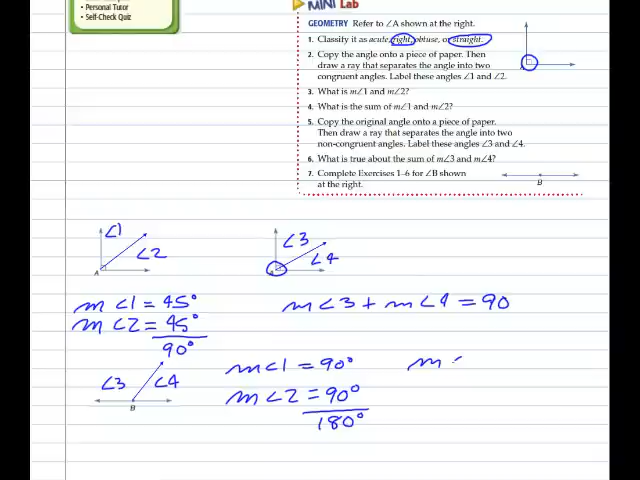 • Personal Tutor
• Self-Check Quiz
MINI Lab
GEOMETRY Refer to ∠A shown at the right.
1. Classify it as acute, right, obtuse, or straight.
2. Copy the angle onto a piece of paper. Then
draw a ray that separates the angle into two
congruent angles. Label these angles ∠1 and ∠2.
3. What is m∠1 and m∠2?
4. What is the sum of m∠1 and m∠2?
5. Copy the original angle onto a piece of paper.
Then draw a ray that separates the angle into two
non-congruent angles. Label these angles ∠3 and ∠4.
6. What is true about the sum of m∠3 and m∠4?
7. Complete Exercises 1–6 for ∠B shown
at the right.
B
∠1
∠2
A
∠3
∠4
m∠1 = 45°
m∠2 = 45°
90°
m∠3 + m∠4 = 90
∠3
∠4
B
m∠1 = 90°
m∠2 = 90°
180°
m